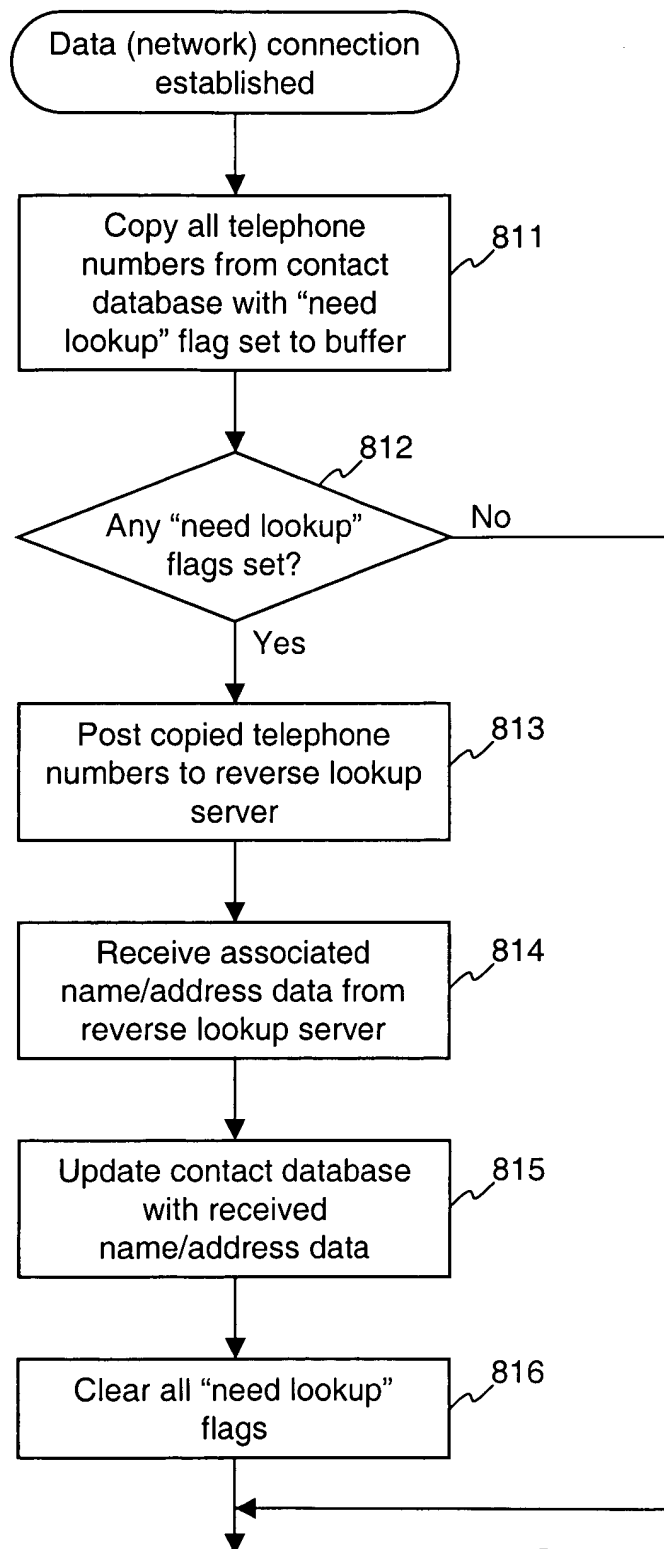 Data (network) connection
established
Copy all telephone
numbers from contact
database with “need
lookup” flag set to buffer
811
812
Any “need lookup”
flags set?
No
Yes
Post copied telephone
numbers to reverse lookup
server
813
Receive associated
name/address data from
reverse lookup server
814
Update contact database
with received
name/address data
815
Clear all “need lookup”
flags
816